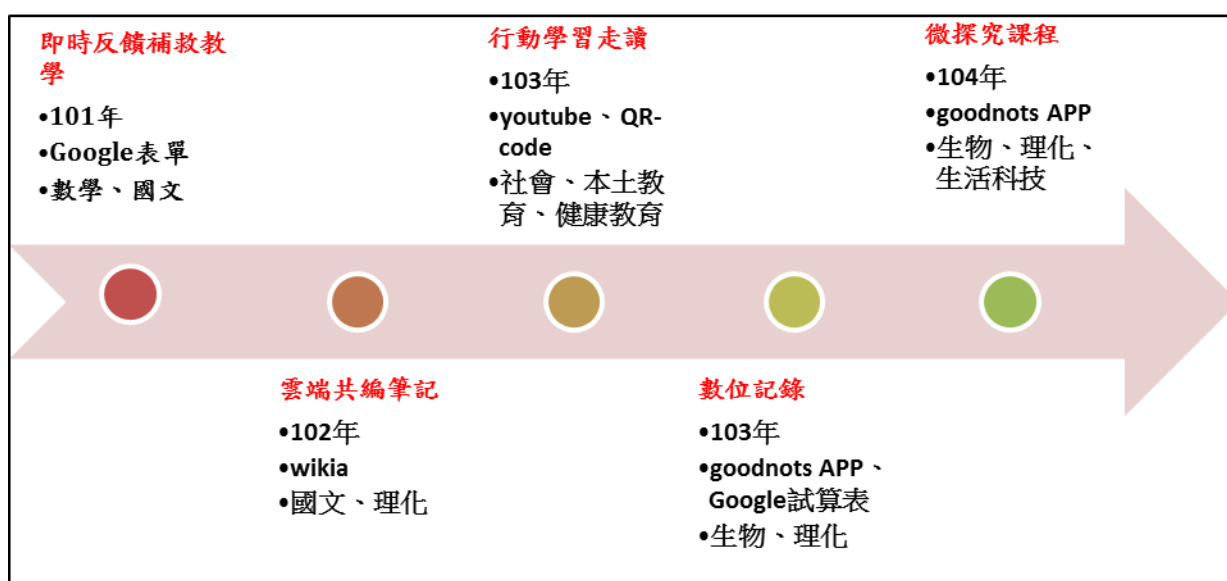 即時反饋補救教
學
•101年
•Google表單
•數學、國文
雲端共編筆記
•102年
•wikia
•國文、理化
行動學習走讀
•103年
•youtube、QR-
code
•社會、本土教
育、健康教育
數位記錄
•103年
•goodnots APP、
Google試算表
•生物、理化
微探究課程
•104年
•goodnots APP
•生物、理化、
生活科技